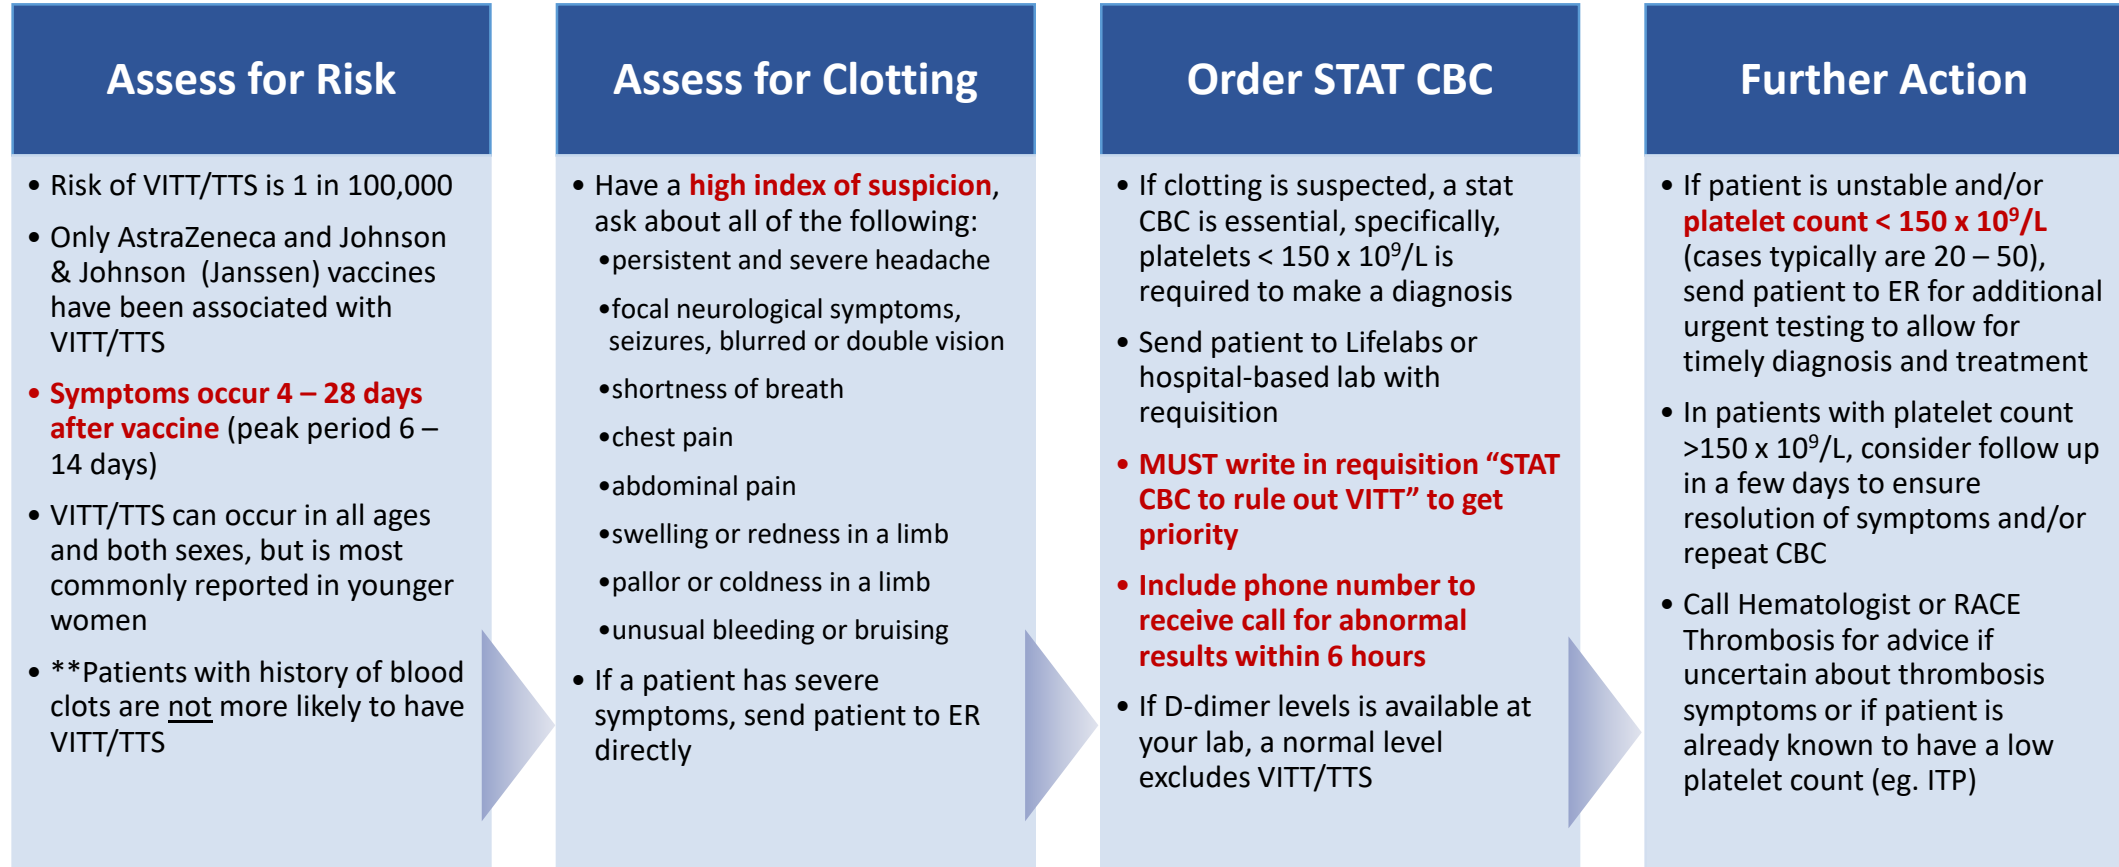 Assess for Risk
• Risk of VITT/TTS is 1 in 100,000
• Only AstraZeneca and Johnson
& Johnson (Janssen) vaccines
have been associated with
VITT/TTS
• Symptoms occur 4 – 28 days
after vaccine (peak period 6 –
14 days)
• VITT/TTS can occur in all ages
and both sexes, but is most
commonly reported in younger
women
• **Patients with history of blood
clots are not more likely to have
VITT/TTS
Assess for Clotting
• Have a high index of suspicion,
ask about all of the following:
•persistent and severe headache
•focal neurological symptoms,
seizures, blurred or double vision
•shortness of breath
•chest pain
•abdominal pain
•swelling or redness in a limb
•pallor or coldness in a limb
•unusual bleeding or bruising
• If a patient has severe
symptoms, send patient to ER
directly
Order STAT CBC
• If clotting is suspected, a stat
CBC is essential, specifically,
platelets < 150 x 10⁹/L is
required to make a diagnosis
• Send patient to Lifelabs or
hospital-based lab with
requisition
• MUST write in requisition “STAT
CBC to rule out VITT” to get
priority
• Include phone number to
receive call for abnormal
results within 6 hours
• If D-dimer levels is available at
your lab, a normal level
excludes VITT/TTS
Further Action
• If patient is unstable and/or
platelet count < 150 x 10⁹/L
(cases typically are 20 – 50),
send patient to ER for additional
urgent testing to allow for
timely diagnosis and treatment
• In patients with platelet count
>150 x 10⁹/L, consider follow up
in a few days to ensure
resolution of symptoms and/or
repeat CBC
• Call Hematologist or RACE
Thrombosis for advice if
uncertain about thrombosis
symptoms or if patient is
already known to have a low
platelet count (eg. ITP)